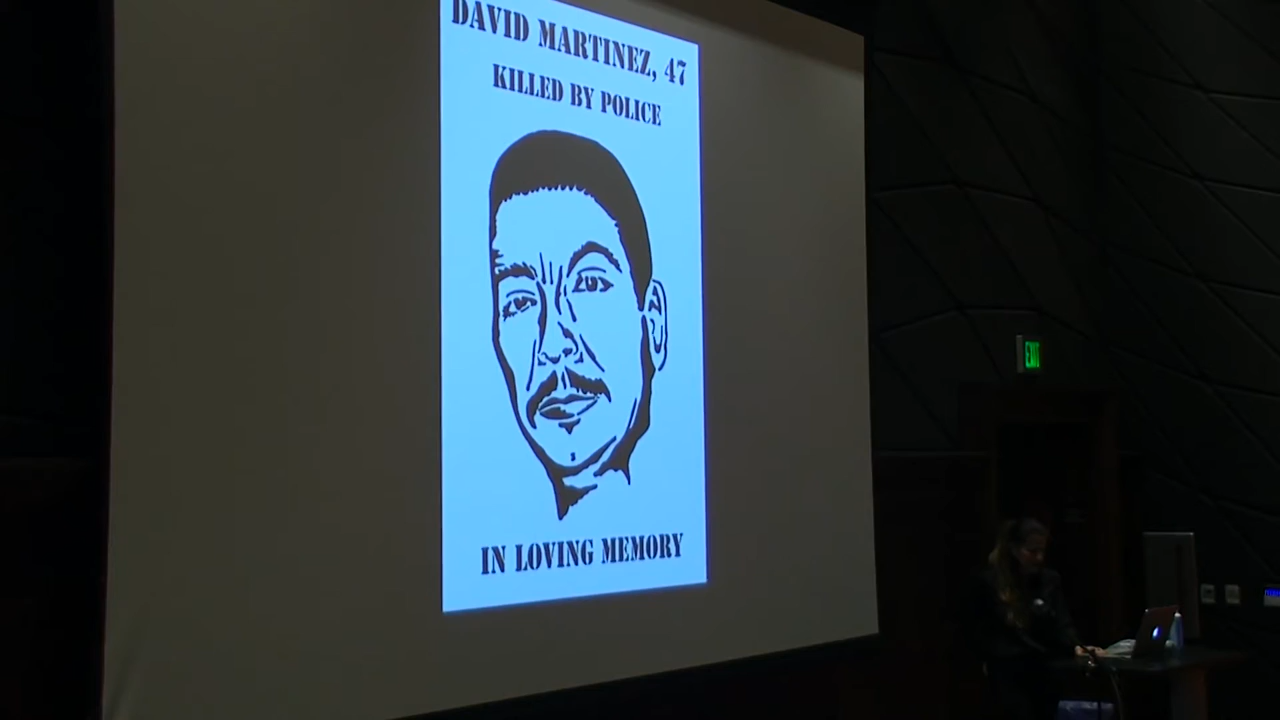 DAVID MARTINEZ, 47
KILLED BY POLICE
IN LOVING MEMORY
EXIT